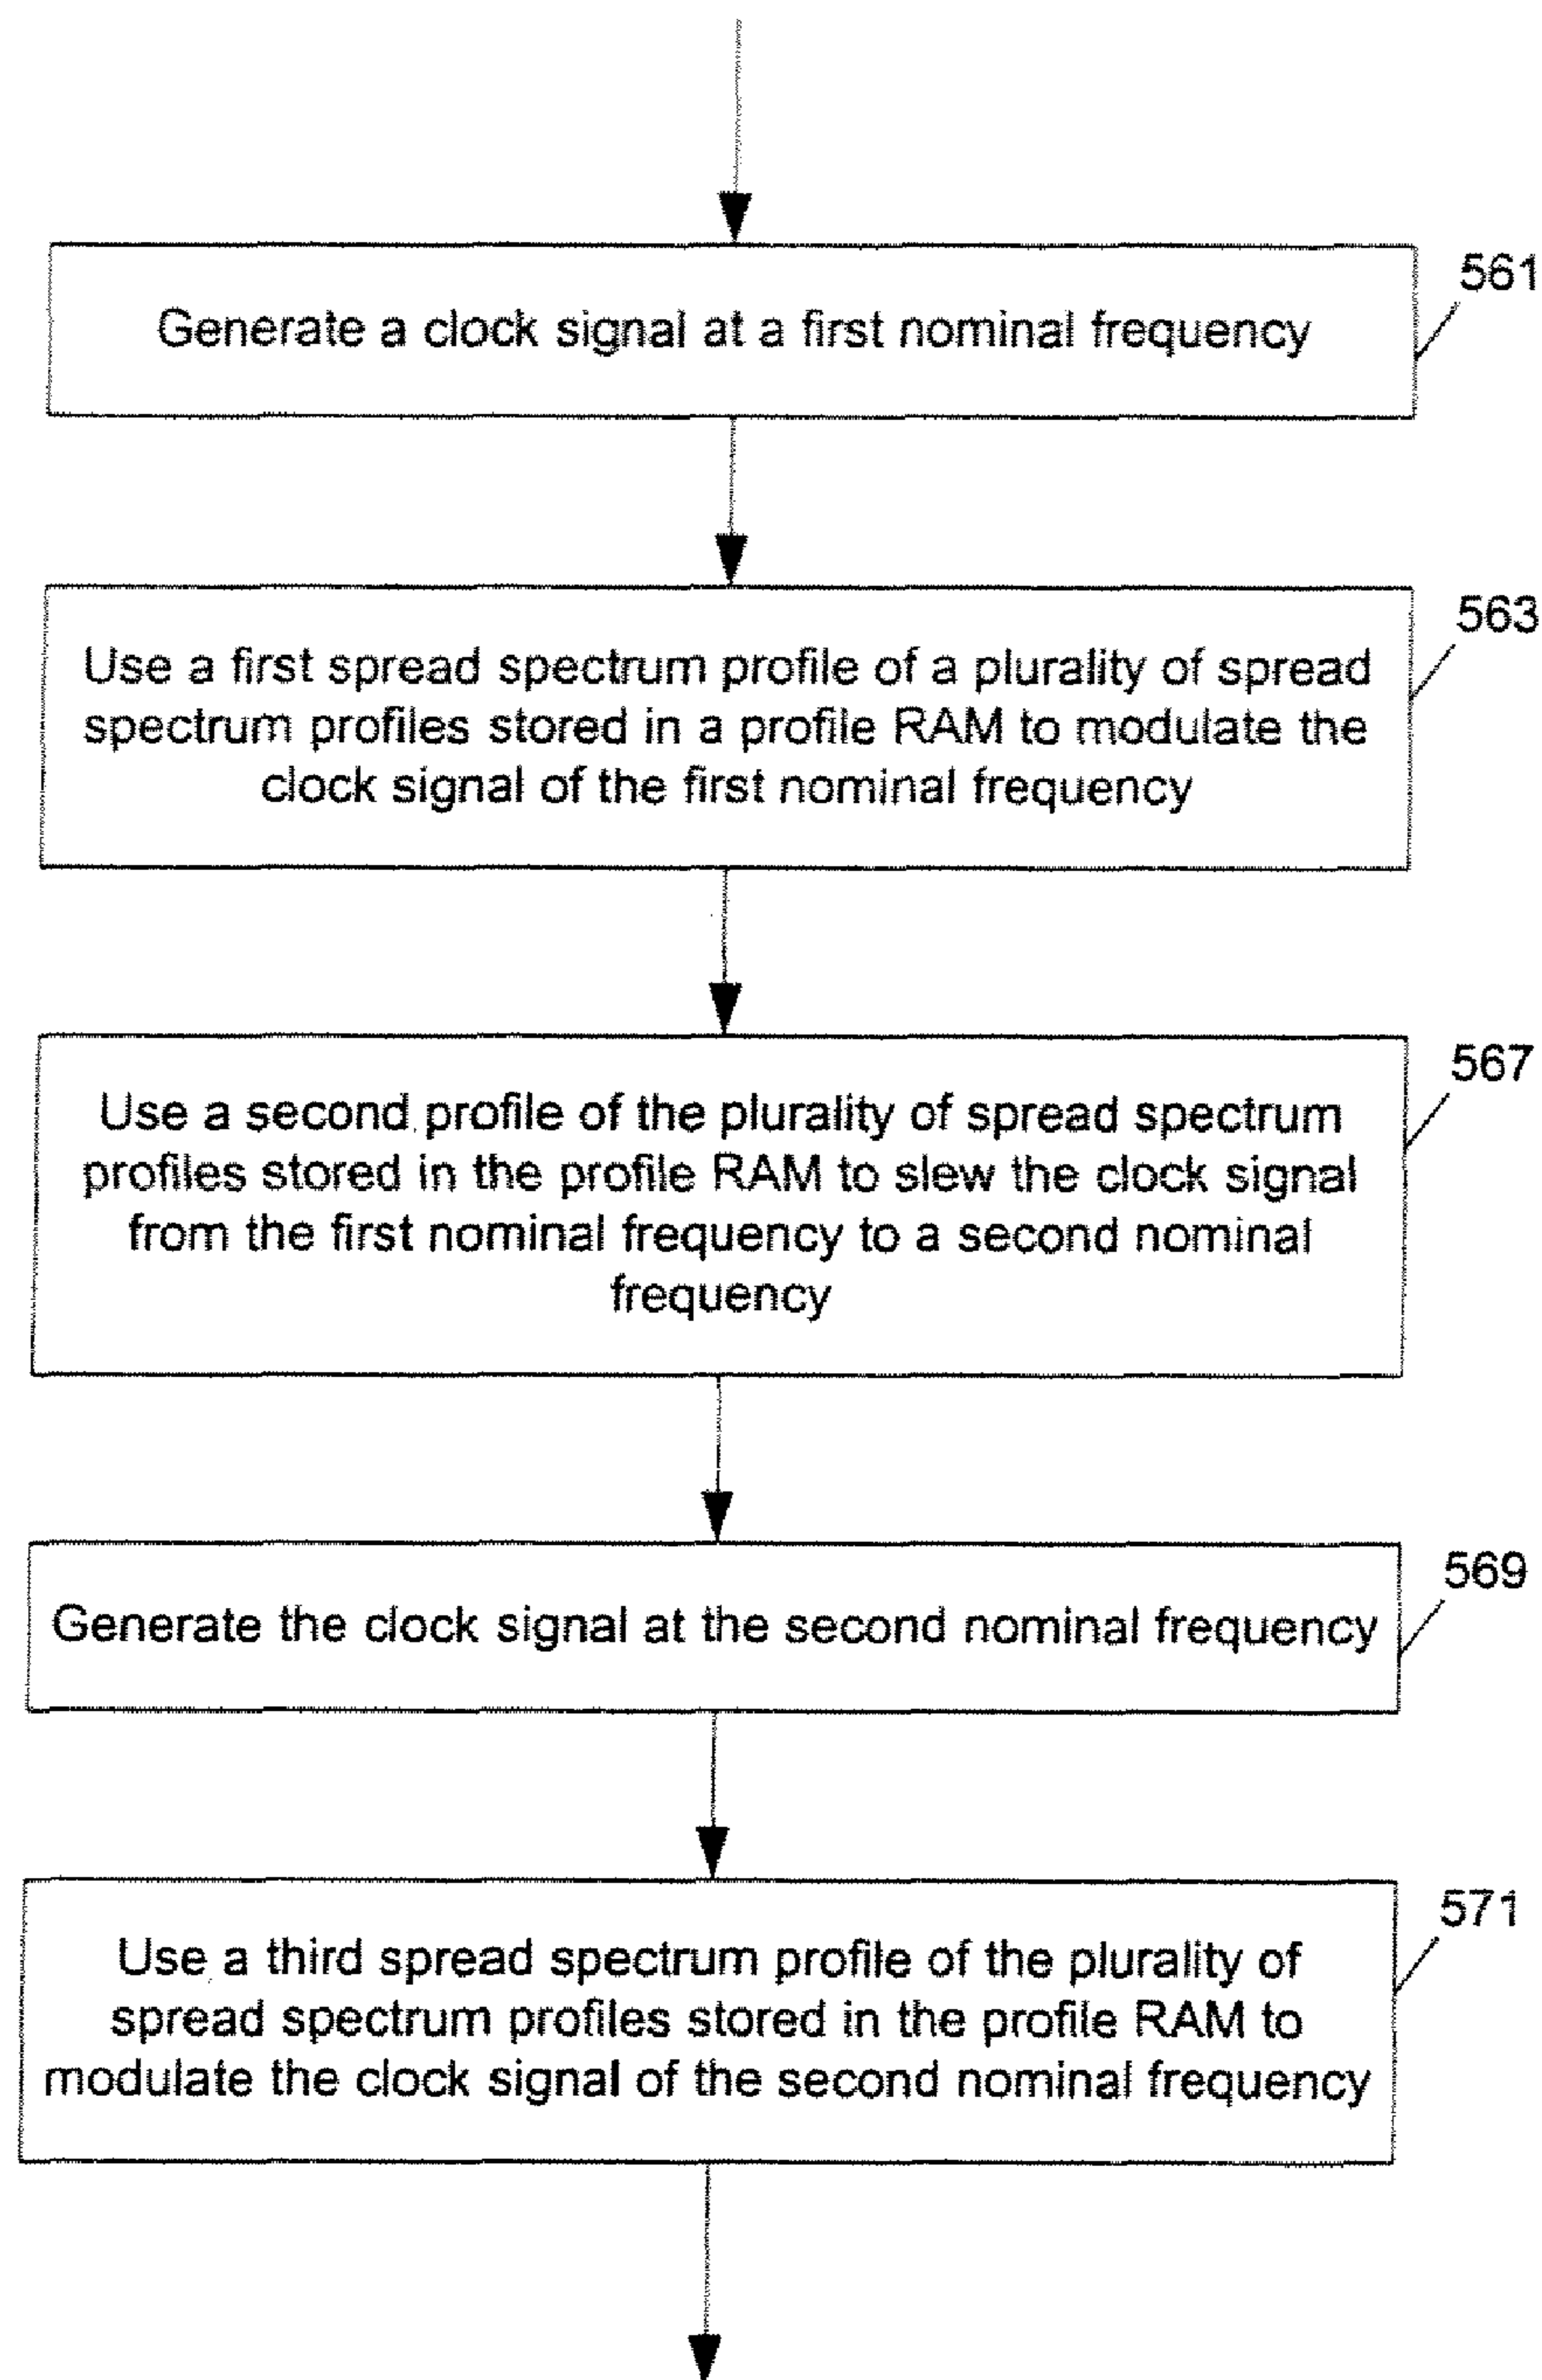 561
Generate a clock signal at a first nominal frequency
563
Use a first spread spectrum profile of a plurality of spread
spectrum profiles stored in a profile RAM to modulate the
clock signal of the first nominal frequency
567
Use a second profile of the plurality of spread spectrum
profiles stored in the profile RAM to slew the clock signal
from the first nominal frequency to a second nominal
frequency
569
Generate the clock signal at the second nominal frequency
571
Use a third spread spectrum profile of the plurality of
spread spectrum profiles stored in the profile RAM to
modulate the clock signal of the second nominal frequency